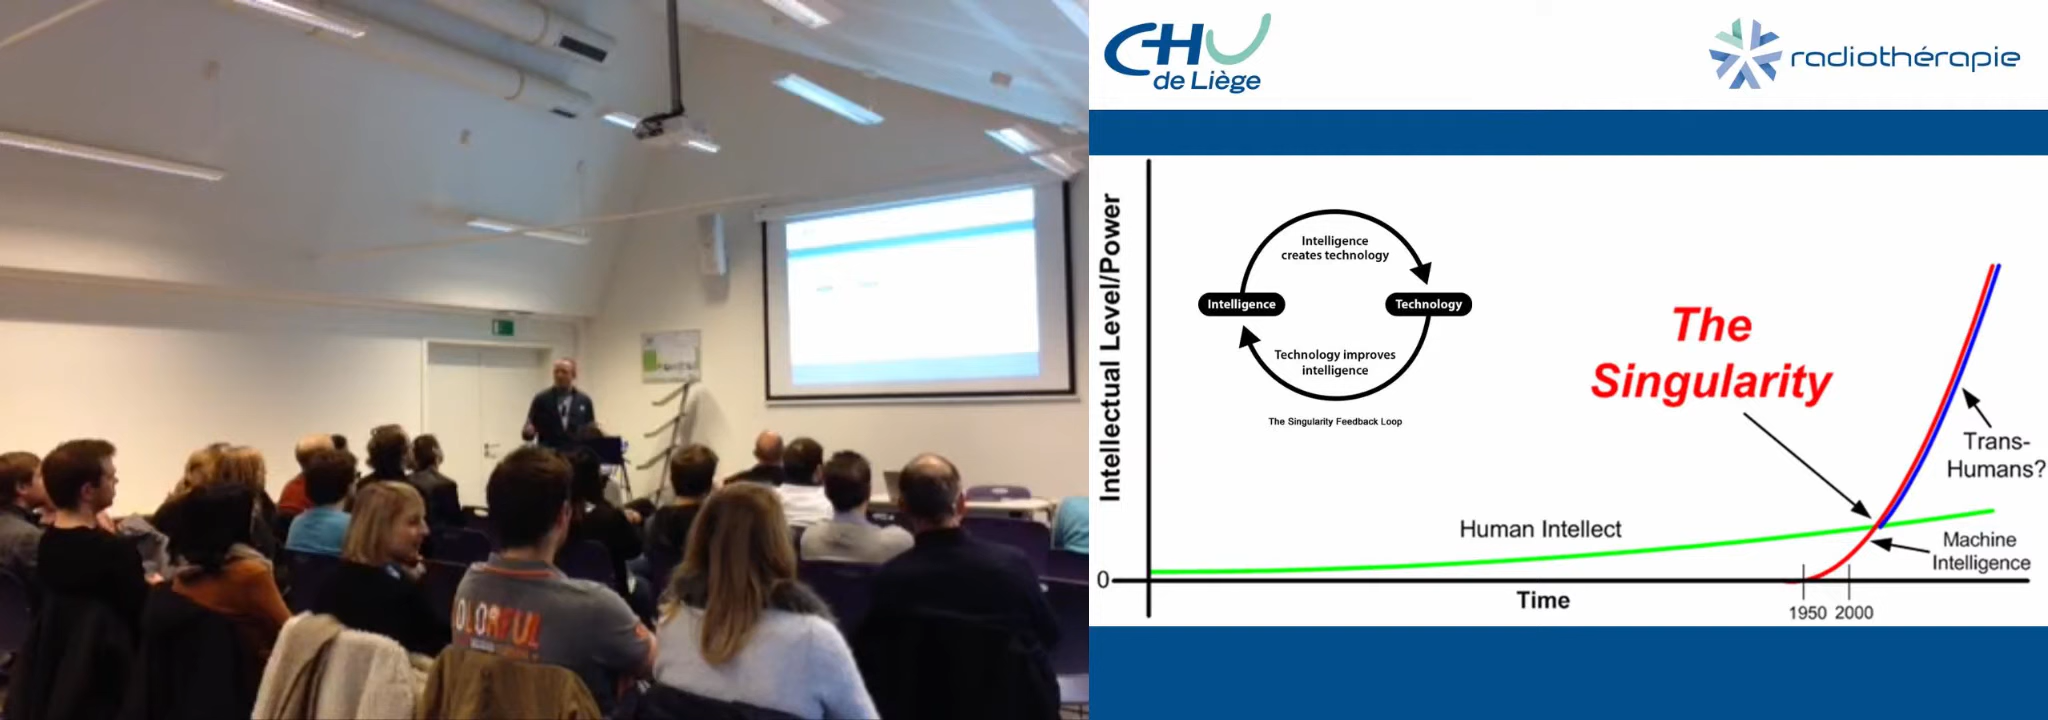 OLORFUL
CHU
de Liège
radiothérapie
Intellectual Level/Power
Intelligence
creates technology
Intelligence
Technology
Technology improves
intelligence
The Singularity Feedback Loop
The
Singularity
Trans-
Humans?
Human Intellect
Machine
Intelligence
0
Time
1950 2000